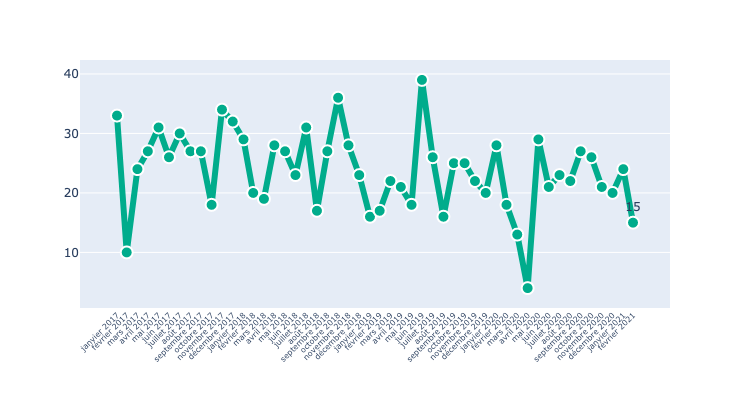 40
30
20
10
15
janvier 2017
février 2017
mars 2017
avril 2017
mai 2017
juin 2017
juillet 2017
août 2017
septembre 2017
octobre 2017
novembre 2017
décembre 2017
janvier 2018
février 2018
mars 2018
avril 2018
mai 2018
juin 2018
juillet 2018
août 2018
septembre 2018
octobre 2018
novembre 2018
décembre 2018
janvier 2019
février 2019
mars 2019
avril 2019
mai 2019
juin 2019
juillet 2019
août 2019
septembre 2019
octobre 2019
novembre 2019
décembre 2019
janvier 2020
février 2020
mars 2020
avril 2020
mai 2020
juin 2020
juillet 2020
août 2020
septembre 2020
octobre 2020
novembre 2020
décembre 2020
janvier 2021
février 2021